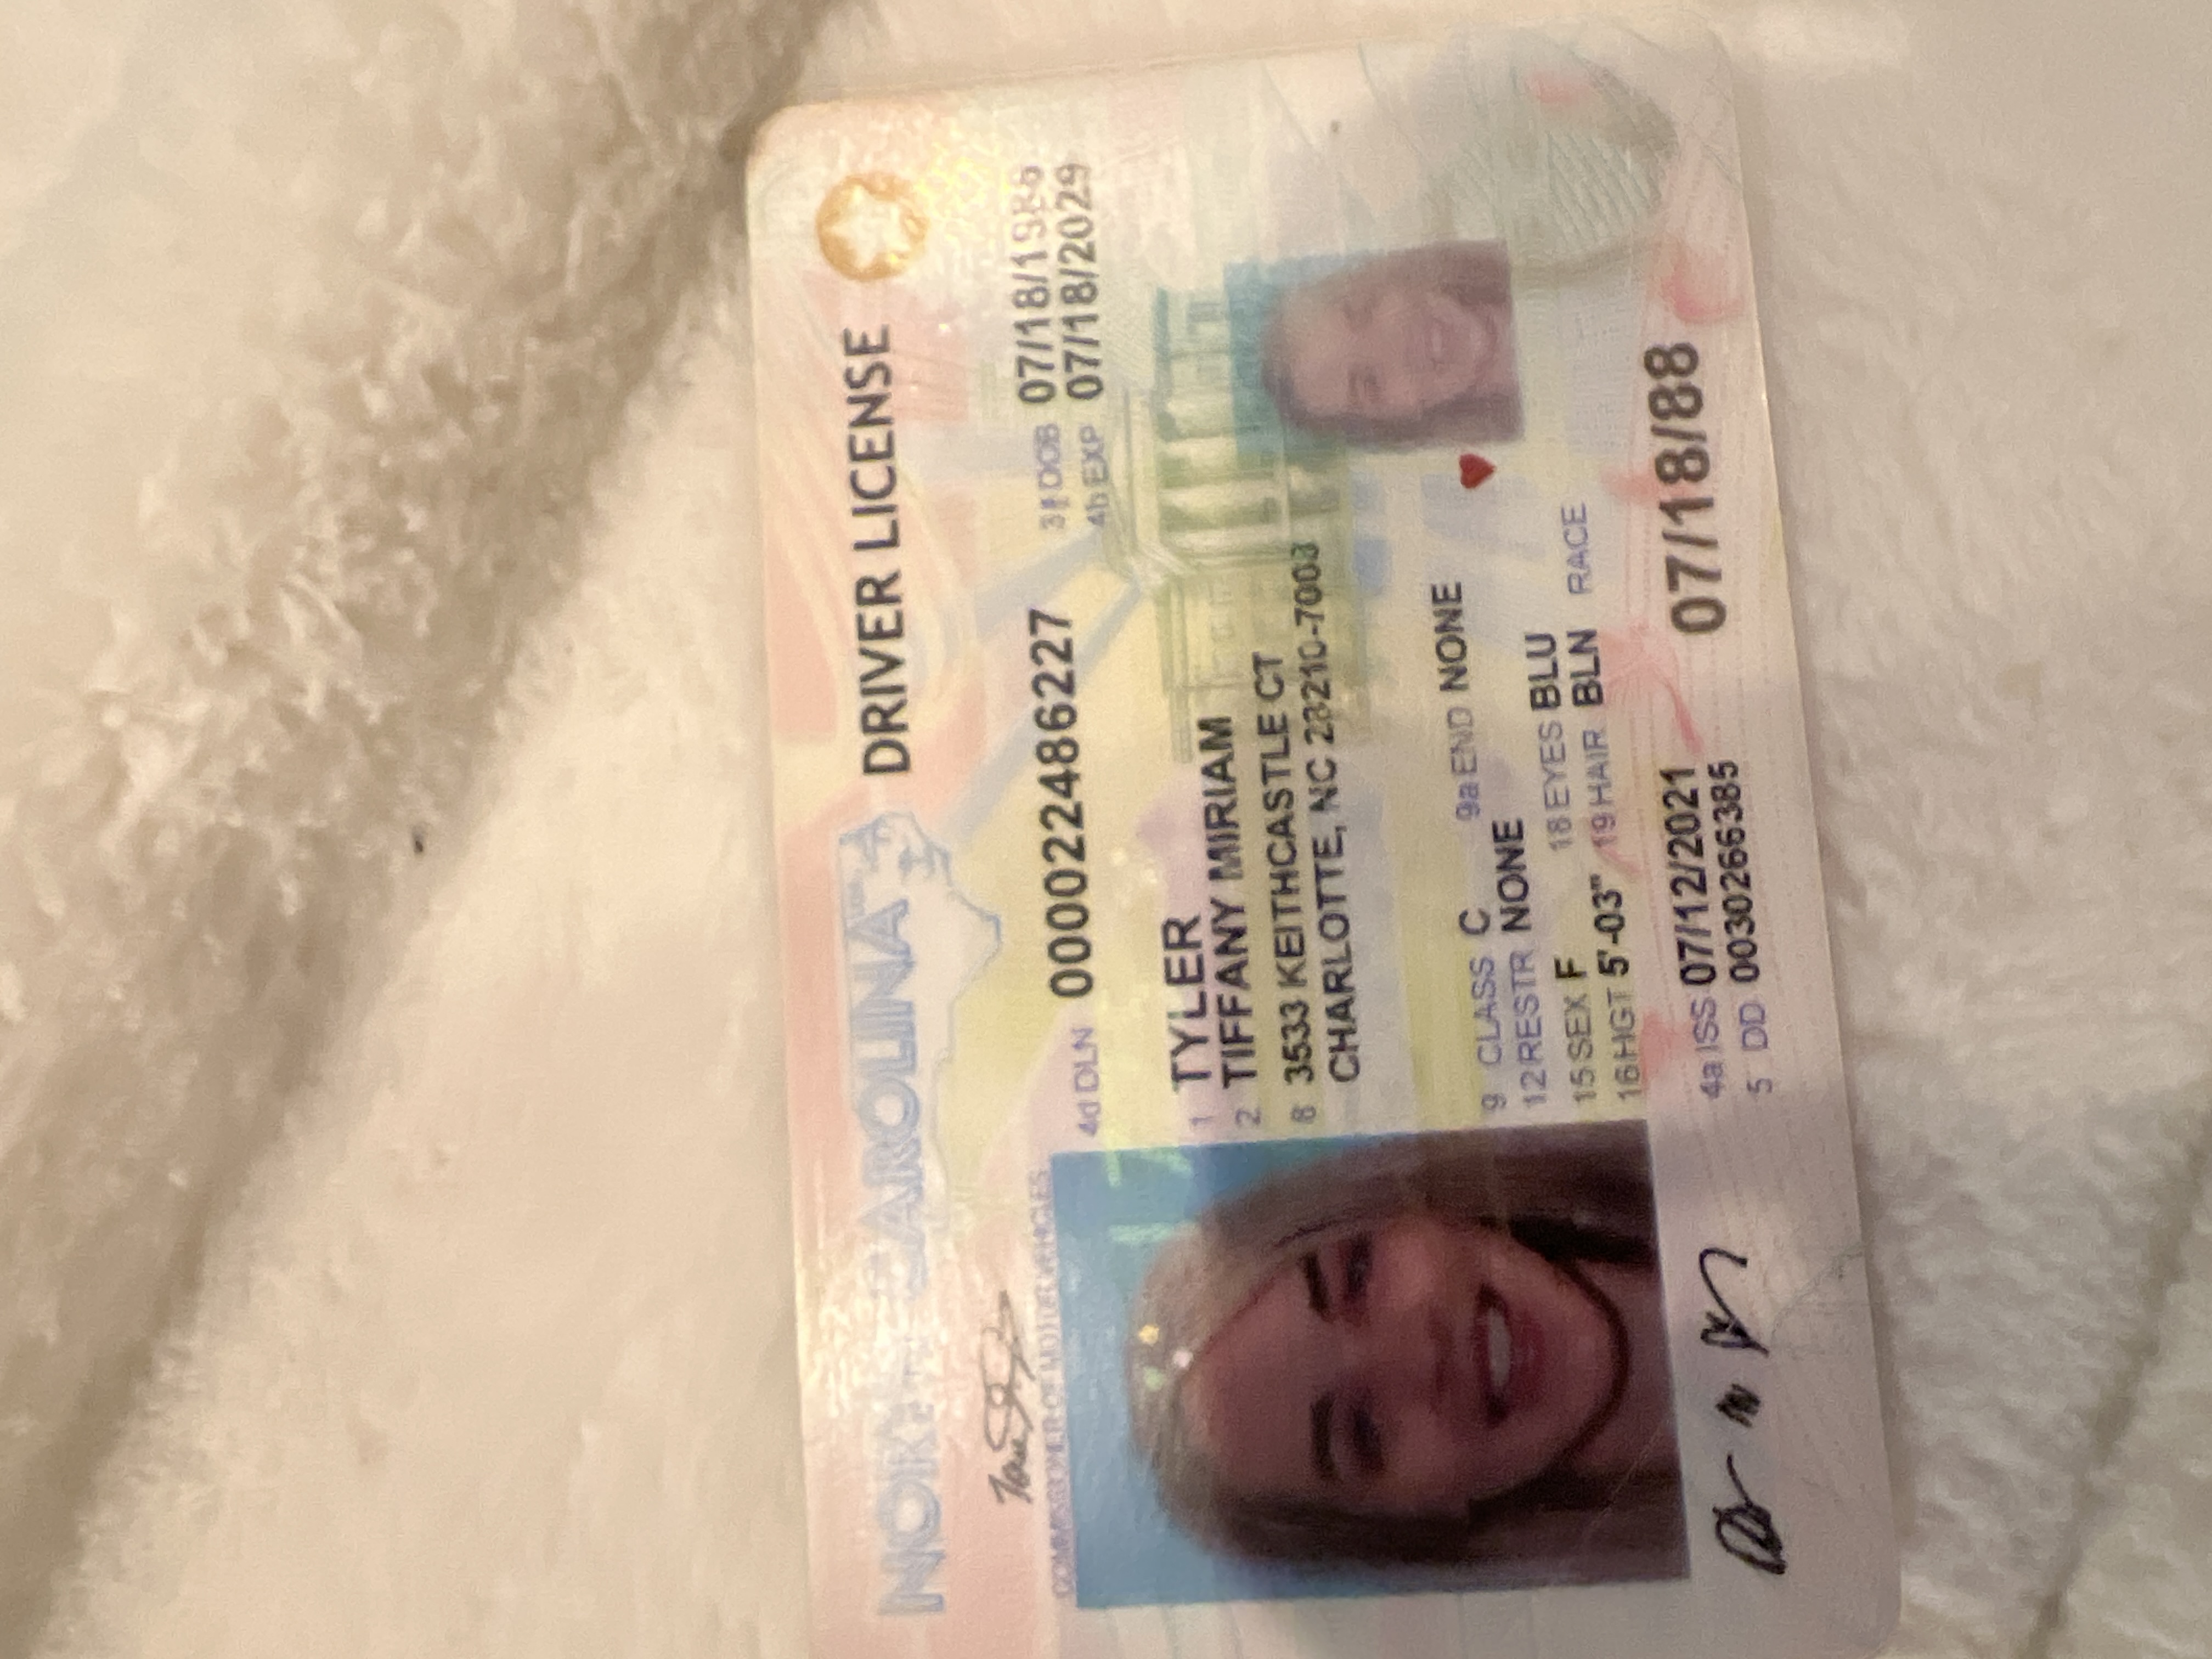 NORTH CAROLINA
DRIVER LICENSE
COMMISSIONER OF MOTOR VEHICLES
4d DLN 000022486227
3 DOB 07/18/1988
4b EXP 07/18/2029
1 TYLER
2 TIFFANY MIRIAM
8 3533 KEITHCASTLE CT
CHARLOTTE, NC 28210-7008
9 CLASS C 9a END NONE
12 RESTR NONE
15 SEX F 18 EYES BLU
16 HGT 5'-03" 19 HAIR BLN RACE
4a ISS 07/12/2021
07/18/88
5 DD 0030266385